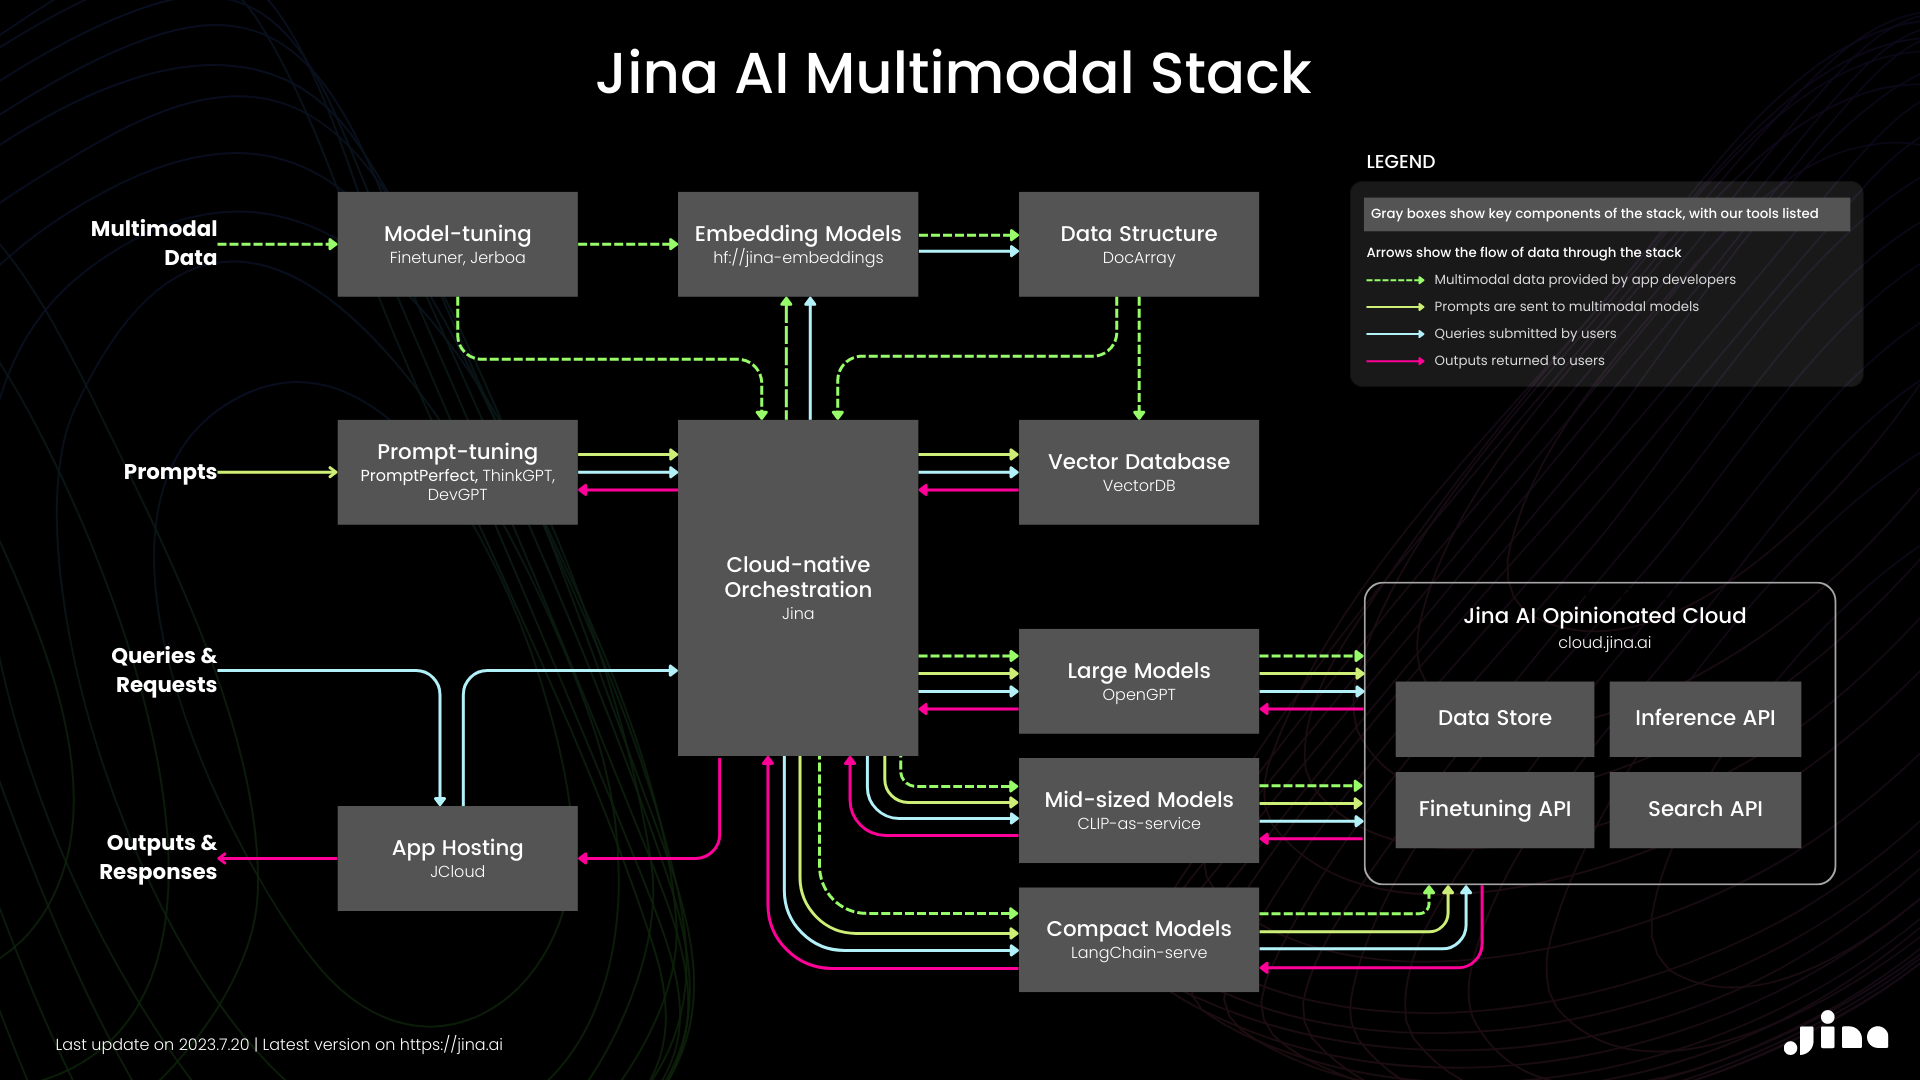 Jina AI Multimodal Stack
LEGEND
Gray boxes show key components of the stack, with our tools listed
Arrows show the flow of data through the stack
Multimodal data provided by app developers
Prompts are sent to multimodal models
Queries submitted by users
Outputs returned to users
Multimodal
Data
Model-tuning
Finetuner, Jerboa
Embedding Models
hf://jina-embeddings
Data Structure
DocArray
Prompts
Prompt-tuning
PromptPerfect, ThinkGPT,
DevGPT
Cloud-native
Orchestration
Jina
Vector Database
VectorDB
Queries &
Requests
Large Models
OpenGPT
Jina AI Opinionated Cloud
cloud.jina.ai
Data Store
Inference API
Finetuning API
Search API
Mid-sized Models
CLIP-as-service
Outputs &
Responses
App Hosting
JCloud
Compact Models
LangChain-serve
Last update on 2023.7.20 | Latest version on https://jina.ai
jina